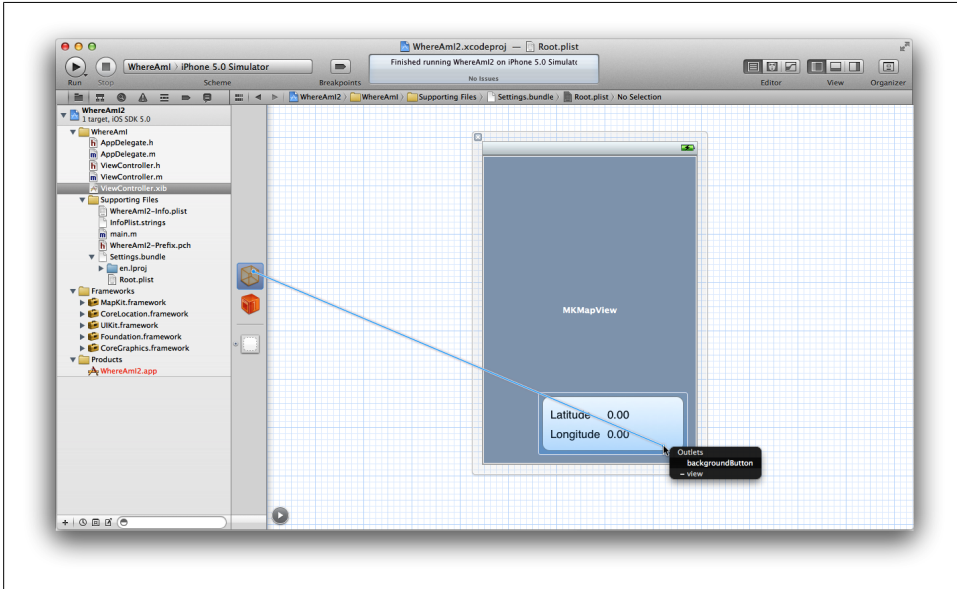 WhereAmI2.xcodeproj — Root.plist
WhereAmI › iPhone 5.0 Simulator
Finished running WhereAmI2 on iPhone 5.0 Simulatc
No Issues
Run Stop Scheme Breakpoints Editor View Organizer
WhereAmI2 › WhereAmI › Supporting Files › Settings.bundle › Root.plist › No Selection
WhereAmI2
1 target, iOS SDK 5.0
WhereAmI
h AppDelegate.h
m AppDelegate.m
h ViewController.h
m ViewController.m
ViewController.xib
Supporting Files
WhereAmI2-Info.plist
InfoPlist.strings
m main.m
h WhereAmI2-Prefix.pch
Settings.bundle
en.lproj
Root.plist
Frameworks
MapKit.framework
CoreLocation.framework
UIKit.framework
Foundation.framework
CoreGraphics.framework
Products
WhereAmI2.app
MKMapView
Latitude 0.00
Longitude 0.00
Outlets
backgroundButton
– view